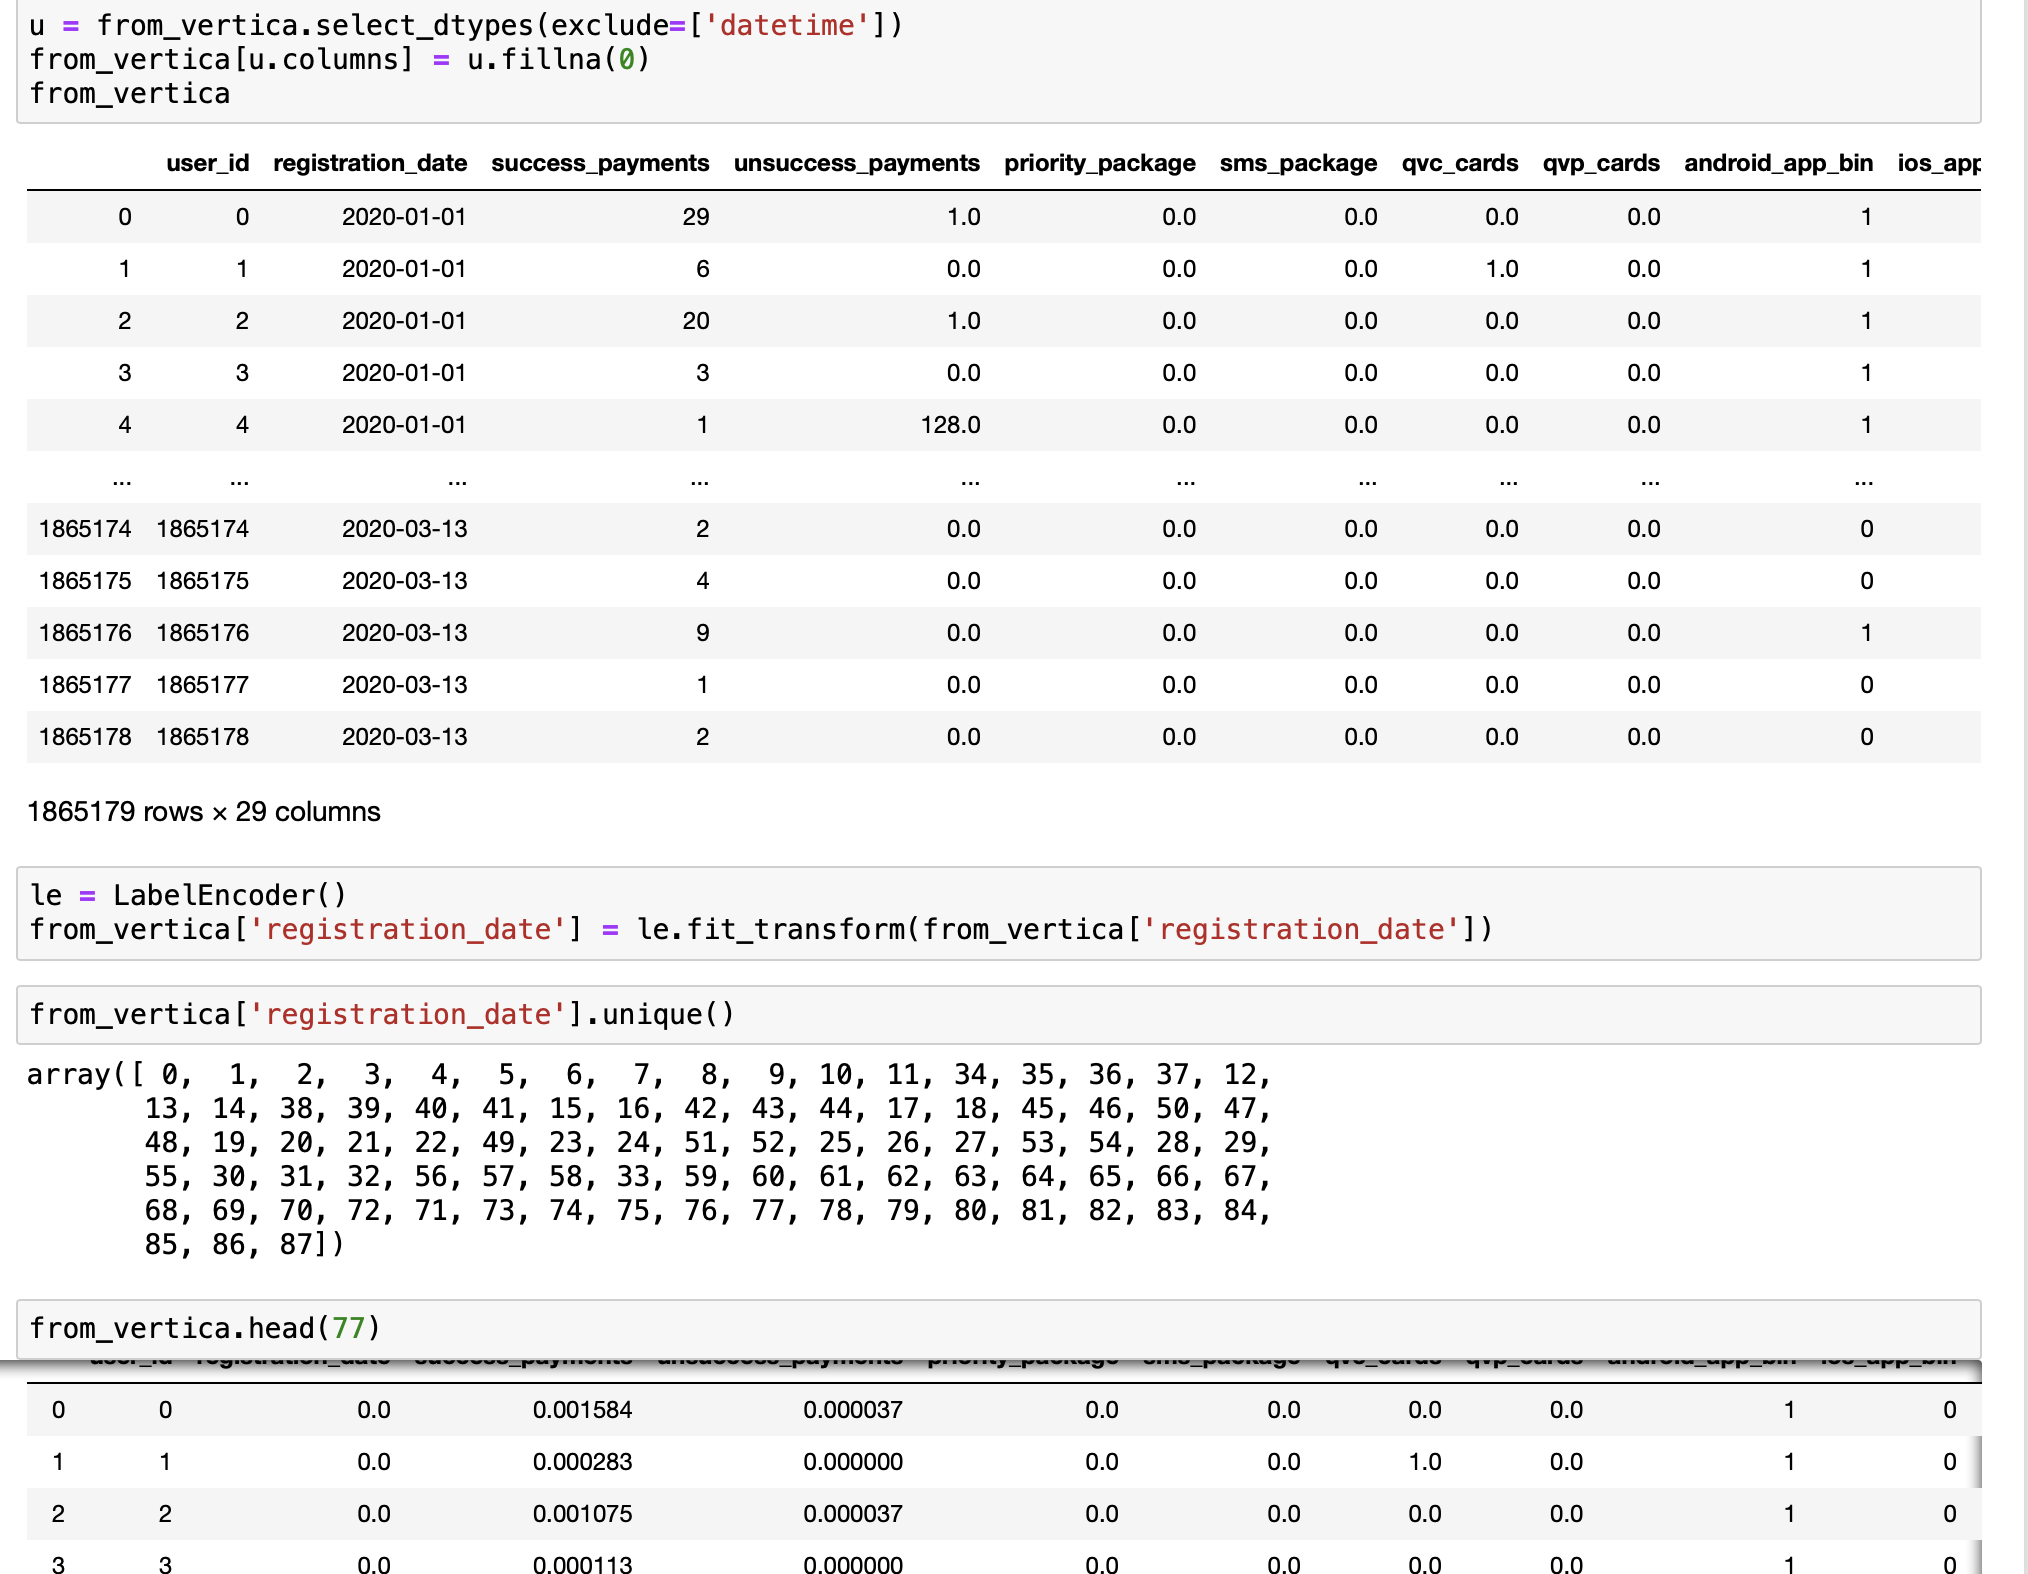 u = from_vertica.select_dtypes(exclude=['datetime'])
from_vertica[u.columns] = u.fillna(0)
from_vertica
user_id registration_date success_payments unsuccess_payments priority_package sms_package qvc_cards qvp_cards android_app_bin ios_app
0 0 2020-01-01 29 1.0 0.0 0.0 0.0 0.0 1
1 1 2020-01-01 6 0.0 0.0 0.0 1.0 0.0 1
2 2 2020-01-01 20 1.0 0.0 0.0 0.0 0.0 1
3 3 2020-01-01 3 0.0 0.0 0.0 0.0 0.0 1
4 4 2020-01-01 1 128.0 0.0 0.0 0.0 0.0 1
... ... ... ... ... ... ... ... ... ...
1865174 1865174 2020-03-13 2 0.0 0.0 0.0 0.0 0.0 0
1865175 1865175 2020-03-13 4 0.0 0.0 0.0 0.0 0.0 0
1865176 1865176 2020-03-13 9 0.0 0.0 0.0 0.0 0.0 1
1865177 1865177 2020-03-13 1 0.0 0.0 0.0 0.0 0.0 0
1865178 1865178 2020-03-13 2 0.0 0.0 0.0 0.0 0.0 0
1865179 rows × 29 columns
le = LabelEncoder()
from_vertica['registration_date'] = le.fit_transform(from_vertica['registration_date'])
from_vertica['registration_date'].unique()
array([ 0, 1, 2, 3, 4, 5, 6, 7, 8, 9, 10, 11, 34, 35, 36, 37, 12,
13, 14, 38, 39, 40, 41, 15, 16, 42, 43, 44, 17, 18, 45, 46, 50, 47,
48, 19, 20, 21, 22, 49, 23, 24, 51, 52, 25, 26, 27, 53, 54, 28, 29,
55, 30, 31, 32, 56, 57, 58, 33, 59, 60, 61, 62, 63, 64, 65, 66, 67,
68, 69, 70, 72, 71, 73, 74, 75, 76, 77, 78, 79, 80, 81, 82, 83, 84,
85, 86, 87])
from_vertica.head(77)
user_id registration_date success_payments unsuccess_payments priority_package sms_package qvc_cards qvp_cards android_app_bin ios_app_bin
0 0 0.0 0.001584 0.000037 0.0 0.0 0.0 0.0 1 0
1 1 0.0 0.000283 0.000000 0.0 0.0 1.0 0.0 1 0
2 2 0.0 0.001075 0.000037 0.0 0.0 0.0 0.0 1 0
3 3 0.0 0.000113 0.000000 0.0 0.0 0.0 0.0 1 0